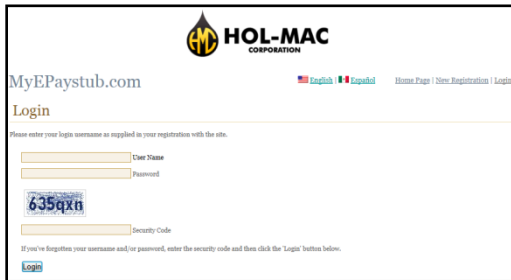 HMC HOL-MAC
CORPORATION
MyEPaystub.com
English | Español Home Page | New Registration | Login
Login
Please enter your login username as supplied in your registration with the site.
User Name
Password
635qxn
Security Code
If you've forgotten your username and/or password, enter the security code and then click the 'Login' button below.
Login